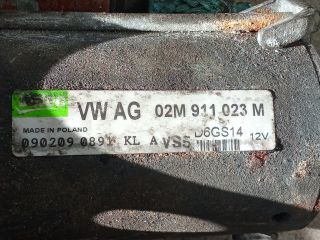 VW AG 02M 911 023 M
MADE IN POLAND D6GS14 12V
090209 0891 KL A VS5